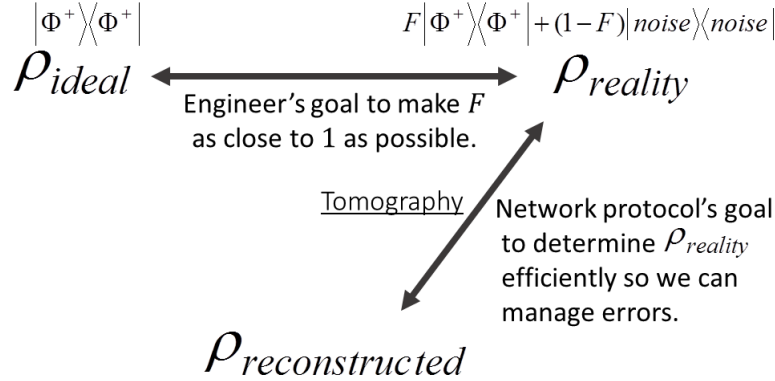 |Φ⁺⟩⟨Φ⁺|
F|Φ⁺⟩⟨Φ⁺|+(1−F)|noise⟩⟨noise|
ρ_ideal
ρ_reality
Engineer’s goal to make F
as close to 1 as possible.
Tomography
Network protocol’s goal
to determine ρ_reality
efficiently so we can
manage errors.
ρ_reconstructed